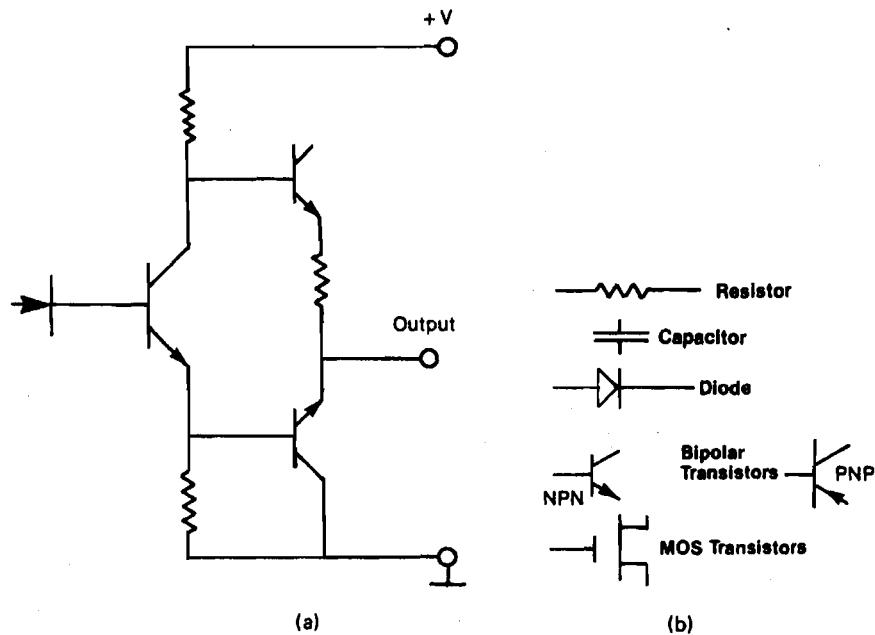 +V
Output
Resistor
Capacitor
Diode
Bipolar
Transistors
NPN
PNP
MOS Transistors
(a)
(b)